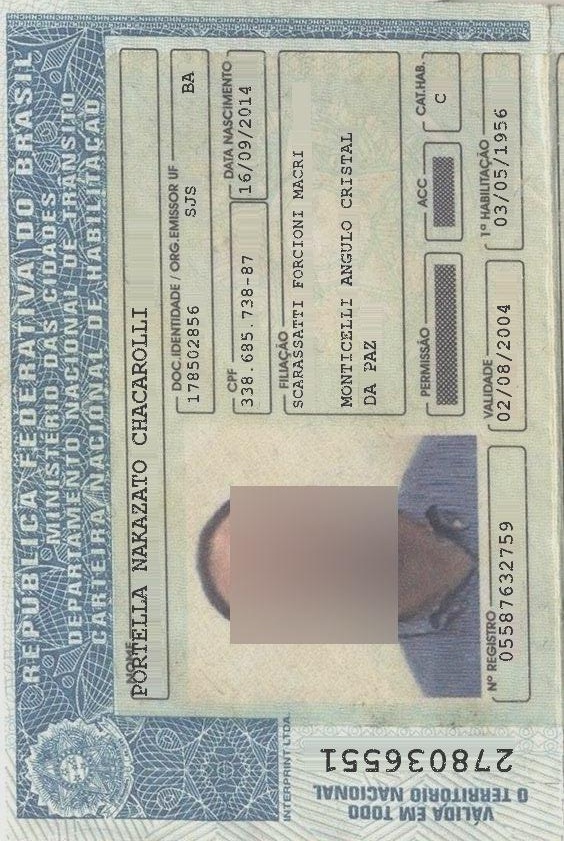 REPÚBLICA FEDERATIVA DO BRASIL
MINISTÉRIO DAS CIDADES
DEPARTAMENTO NACIONAL DE TRÂNSITO
CARTEIRA NACIONAL DE HABILITAÇÃO
NOME
PORTELLA NAKAZATO CHACAROLLI
DOC.IDENTIDADE / ORG.EMISSOR UF
178502856 SJS BA
CPF DATA NASCIMENTO
338.685.738-87 16/09/2014
FILIAÇÃO
SCARASSATTI FORCIONI MACRI
MONTICELLI ANGULO CRISTAL
DA PAZ
PERMISSÃO ACC CAT.HAB.
C
Nº REGISTRO VALIDADE 1ª HABILITAÇÃO
05587632759 02/08/2004 03/05/1956
INTERPRINT LTDA.
VÁLIDA EM TODO
O TERRITÓRIO NACIONAL
278036551